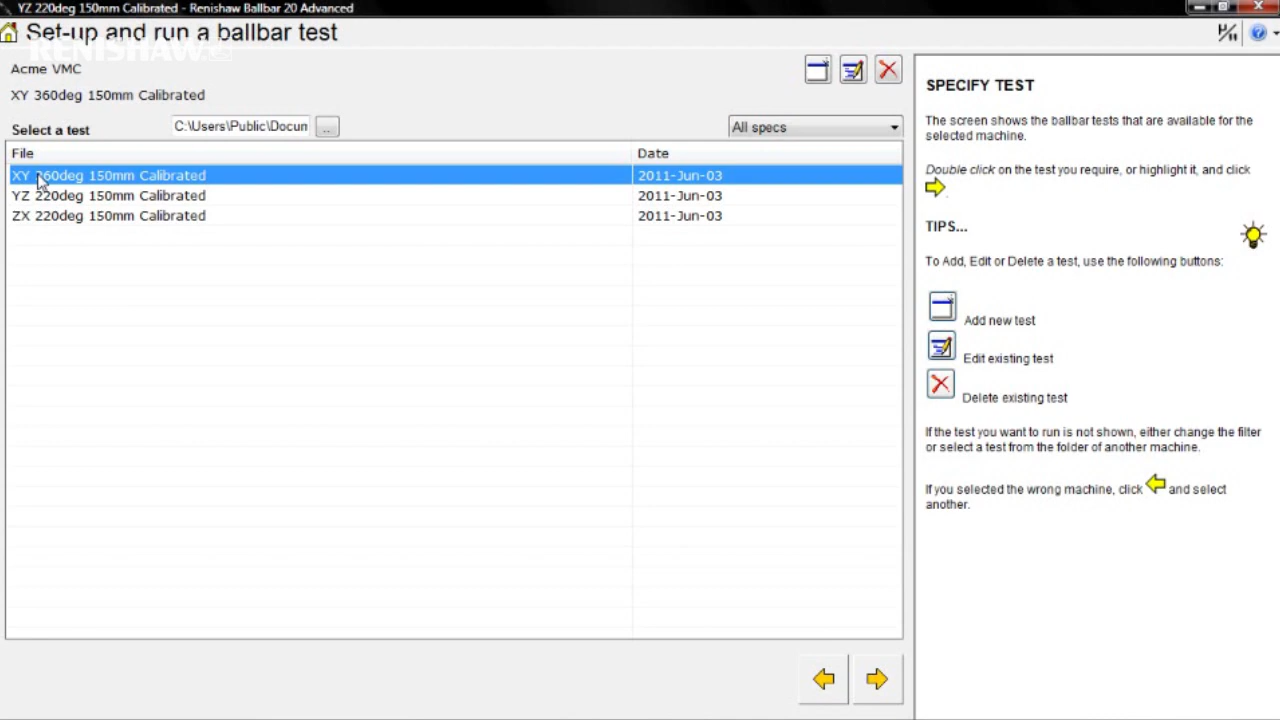 YZ 220deg 150mm Calibrated - Renishaw Ballbar 20 Advanced
Set-up and run a ballbar test
RENISHAW
Acme VMC
XY 360deg 150mm Calibrated
Select a test
C:\Users\Public\Docum
...
All specs
File Date
XY 360deg 150mm Calibrated 2011-Jun-03
YZ 220deg 150mm Calibrated 2011-Jun-03
ZX 220deg 150mm Calibrated 2011-Jun-03
SPECIFY TEST
The screen shows the ballbar tests that are available for the
selected machine.
Double click on the test you require, or highlight it, and click
.
TIPS...
To Add, Edit or Delete a test, use the following buttons:
Add new test
Edit existing test
Delete existing test
If the test you want to run is not shown, either change the filter
or select a test from the folder of another machine.
If you selected the wrong machine, click and select
another.